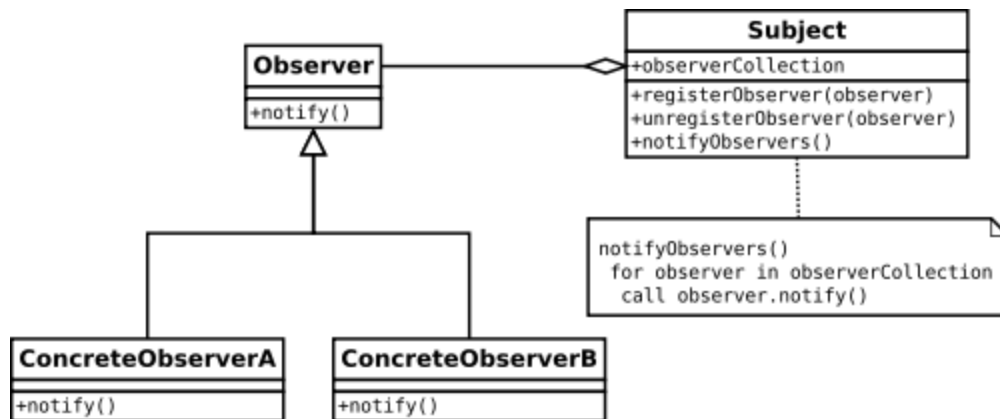 Observer
+notify()
Subject
+observerCollection
+registerObserver(observer)
+unregisterObserver(observer)
+notifyObservers()
notifyObservers()
for observer in observerCollection
call observer.notify()
ConcreteObserverA
+notify()
ConcreteObserverB
+notify()